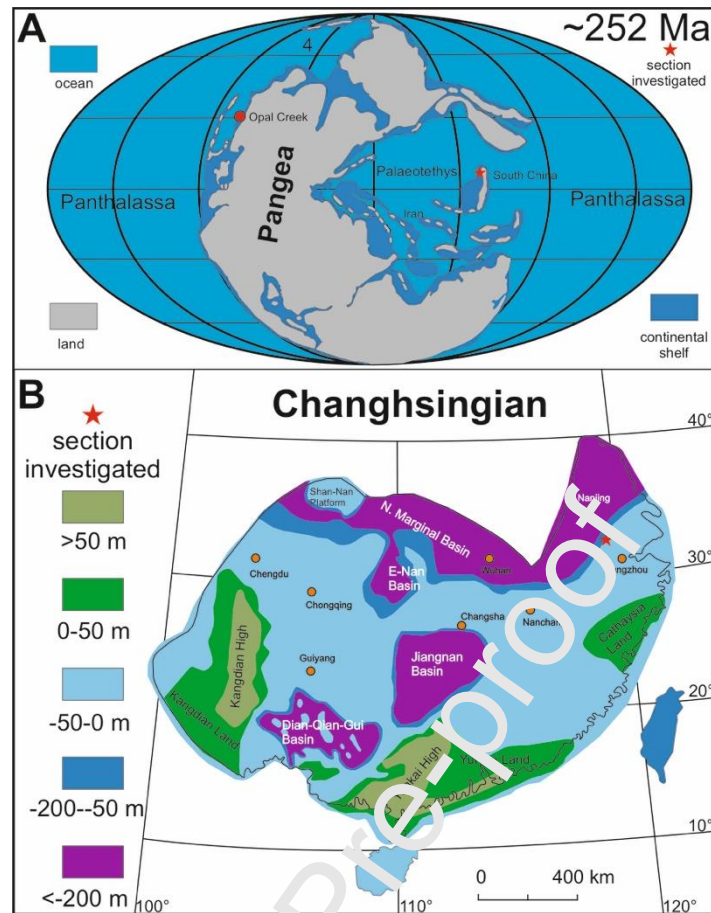 A
~252 Ma
4
ocean
section
investigated
Opal Creek
Palaeotethys
South China
Panthalassa
Pangea
Iran
Panthalassa
land
continental
shelf
B
Changhsingian
section
investigated
>50 m
0-50 m
-50-0 m
-200--50 m
<-200 m
40°
30°
20°
10°
100°
110°
120°
Shan-Nan
Platform
N. Marginal Basin
Nanjing
Chengdu
E-Nan
Basin
Wuhan
Chongqing
Changsha
Guiyang
Jiangnan
Basin
Cathaysia
Land
Kangdian High
Kangdian Land
Dian-Qian-Gui
Basin
Land
High
0 400 km
Pre-proof